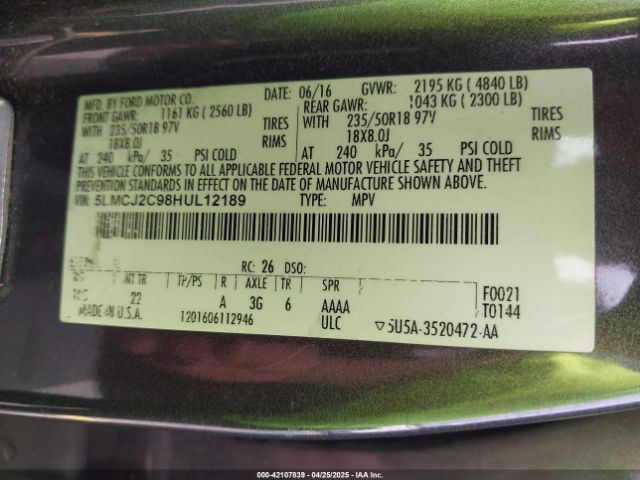 MFD. BY FORD MOTOR CO.
DATE: 06/16 GVWR: 2195 KG ( 4840 LB)
FRONT GAWR: 1161 KG ( 2560 LB)
REAR GAWR: 1043 KG ( 2300 LB)
WITH 235/50R18 97V TIRES
WITH 235/50R18 97V TIRES
18X8.0J RIMS
18X8.0J RIMS
AT 240 kPa/ 35 PSI COLD
AT 240 kPa/ 35 PSI COLD
THIS VEHICLE CONFORMS TO ALL APPLICABLE FEDERAL MOTOR VEHICLE SAFETY AND THEFT
PREVENTION STANDARDS IN EFFECT ON THE DATE OF MANUFACTURE SHOWN ABOVE.
VIN: 5LMCJ2C98HUL12189 TYPE: MPV
RC: 26 DSO:
INT TR TP/PS R AXLE TR SPR
22 A 3G 6 AAAA
F0021
MADE IN U.S.A. 1201606112946 ULC
T0144
▽5U5A-3520472-AA
000-42107839 - 04/25/2025 - IAA Inc.